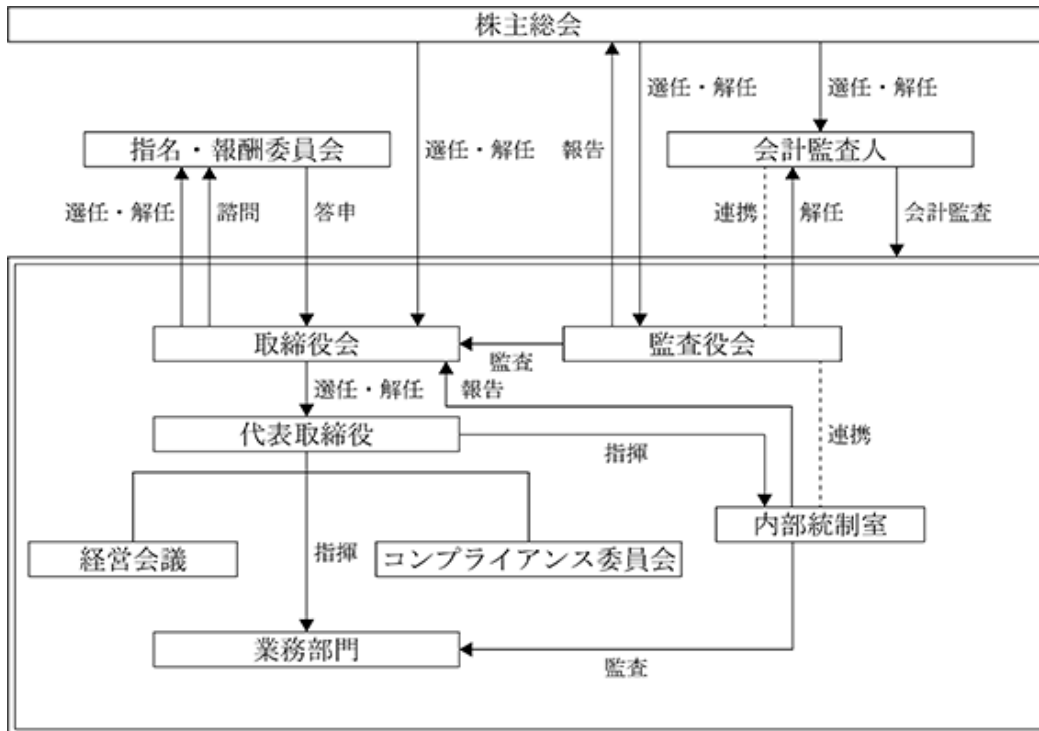 株主総会
選任・解任
選任・解任
指名・報酬委員会
選任・解任
報告
会計監査人
選任・解任
諮問
答申
連携
解任
会計監査
取締役会
監査役会
監査
選任・解任
報告
代表取締役
指揮
連携
内部統制室
経営会議
指揮
コンプライアンス委員会
業務部門
監査